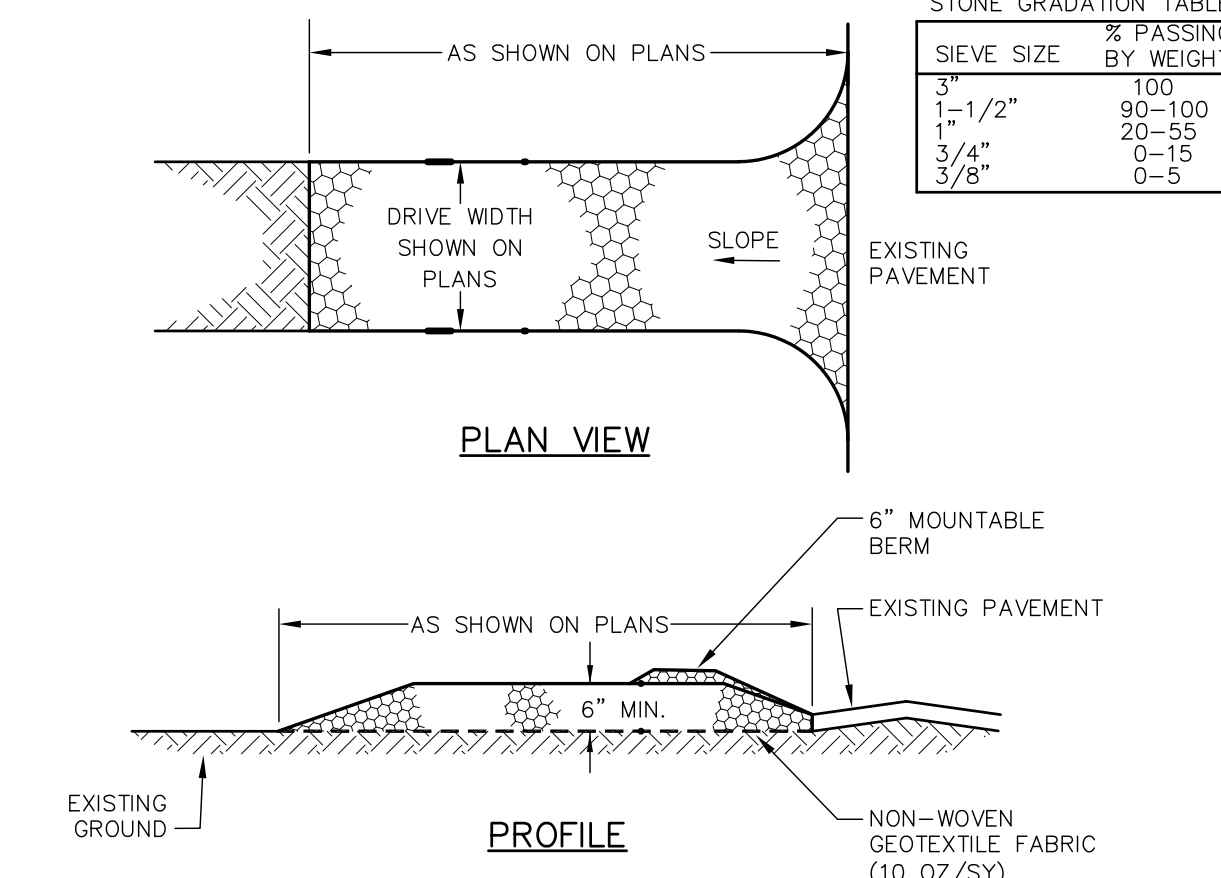 STONE GRADATION TABLE
SIEVE SIZE % PASSING BY WEIGHT
3" 100
1-1/2" 90-100
1" 20-55
3/4" 0-15
3/8" 0-5
AS SHOWN ON PLANS
DRIVE WIDTH
SHOWN ON
PLANS
SLOPE
EXISTING
PAVEMENT
PLAN VIEW
6" MOUNTABLE
BERM
EXISTING PAVEMENT
AS SHOWN ON PLANS
6" MIN.
EXISTING
GROUND
NON-WOVEN
GEOTEXTILE FABRIC
(10 OZ/SY)
PROFILE